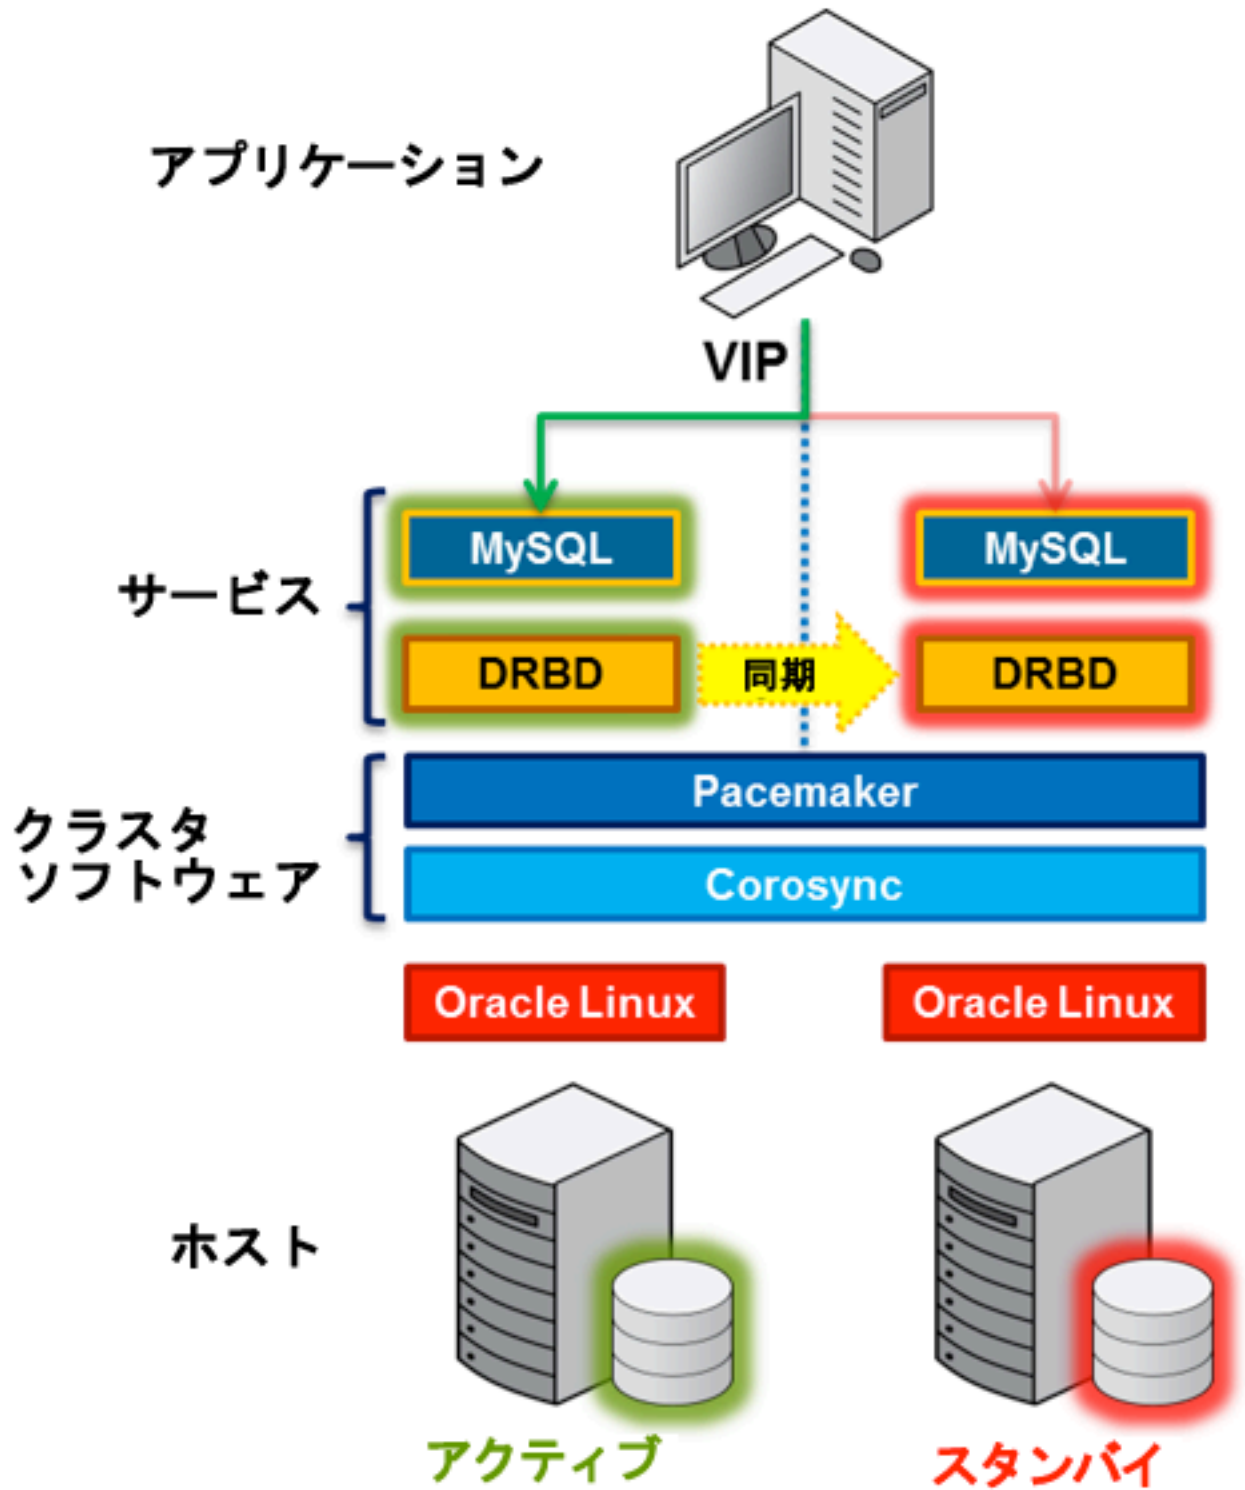 アプリケーション
VIP
サービス
MySQL
MySQL
DRBD
同期
DRBD
クラスタ
ソフトウェア
Pacemaker
Corosync
Oracle Linux
Oracle Linux
ホスト
アクティブ
スタンバイ